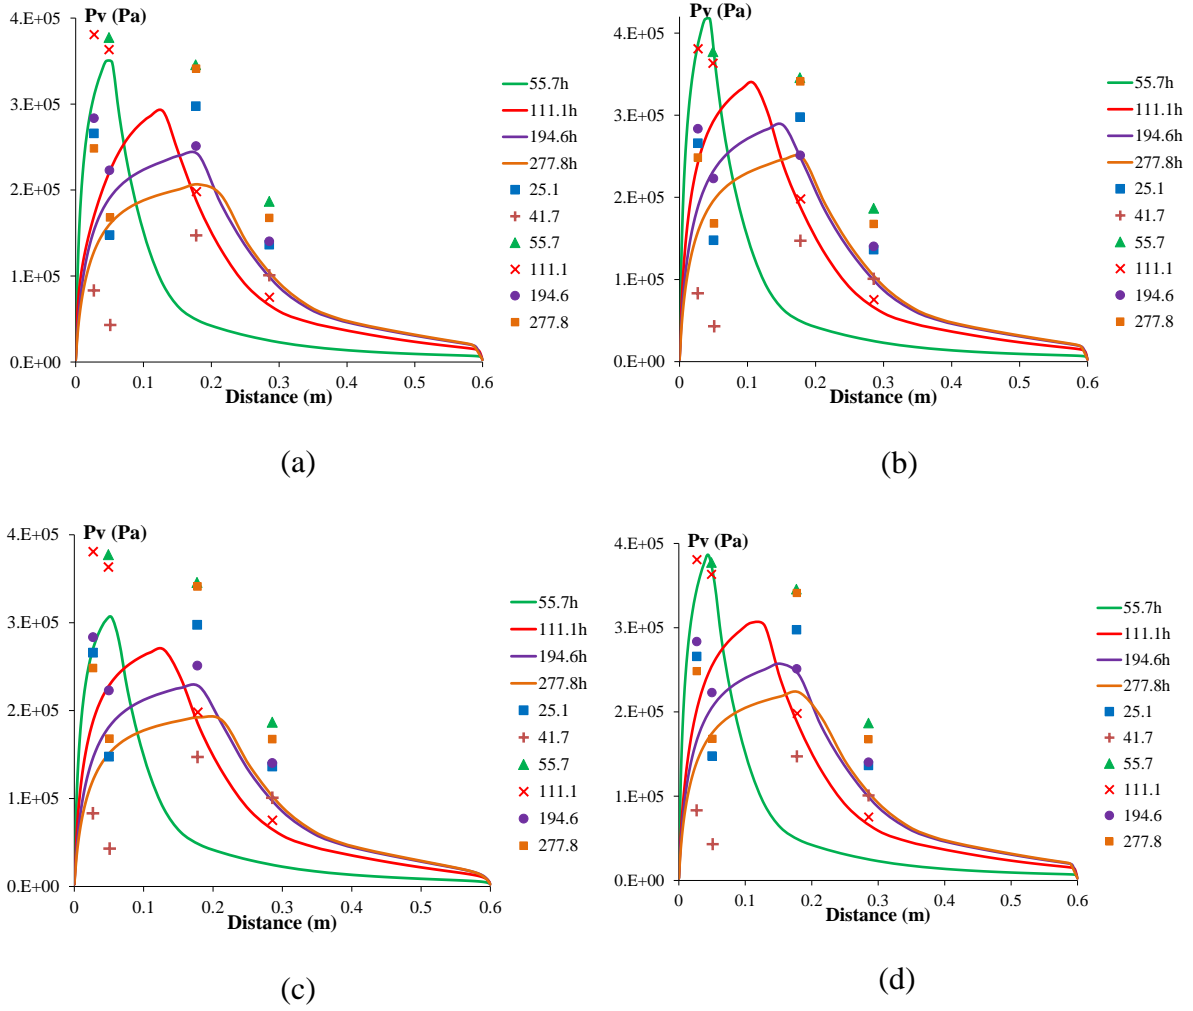 Pv (Pa)
4.E+05
3.E+05
2.E+05
1.E+05
0.E+00
0 0.1 0.2 0.3 0.4 0.5 0.6
Distance (m)
55.7h
111.1h
194.6h
277.8h
25.1
41.7
55.7
111.1
194.6
277.8
(a)
Pv (Pa)
4.E+05
3.E+05
2.E+05
1.E+05
0.E+00
0 0.1 0.2 0.3 0.4 0.5 0.6
Distance (m)
55.7h
111.1h
194.6h
277.8h
25.1
41.7
55.7
111.1
194.6
277.8
(b)
Pv (Pa)
4.E+05
3.E+05
2.E+05
1.E+05
0.E+00
0 0.1 0.2 0.3 0.4 0.5 0.6
Distance (m)
55.7h
111.1h
194.6h
277.8h
25.1
41.7
55.7
111.1
194.6
277.8
(c)
Pv (Pa)
4.E+05
3.E+05
2.E+05
1.E+05
0.E+00
0 0.1 0.2 0.3 0.4 0.5 0.6
Distance (m)
55.7h
111.1h
194.6h
277.8h
25.1
41.7
55.7
111.1
194.6
277.8
(d)